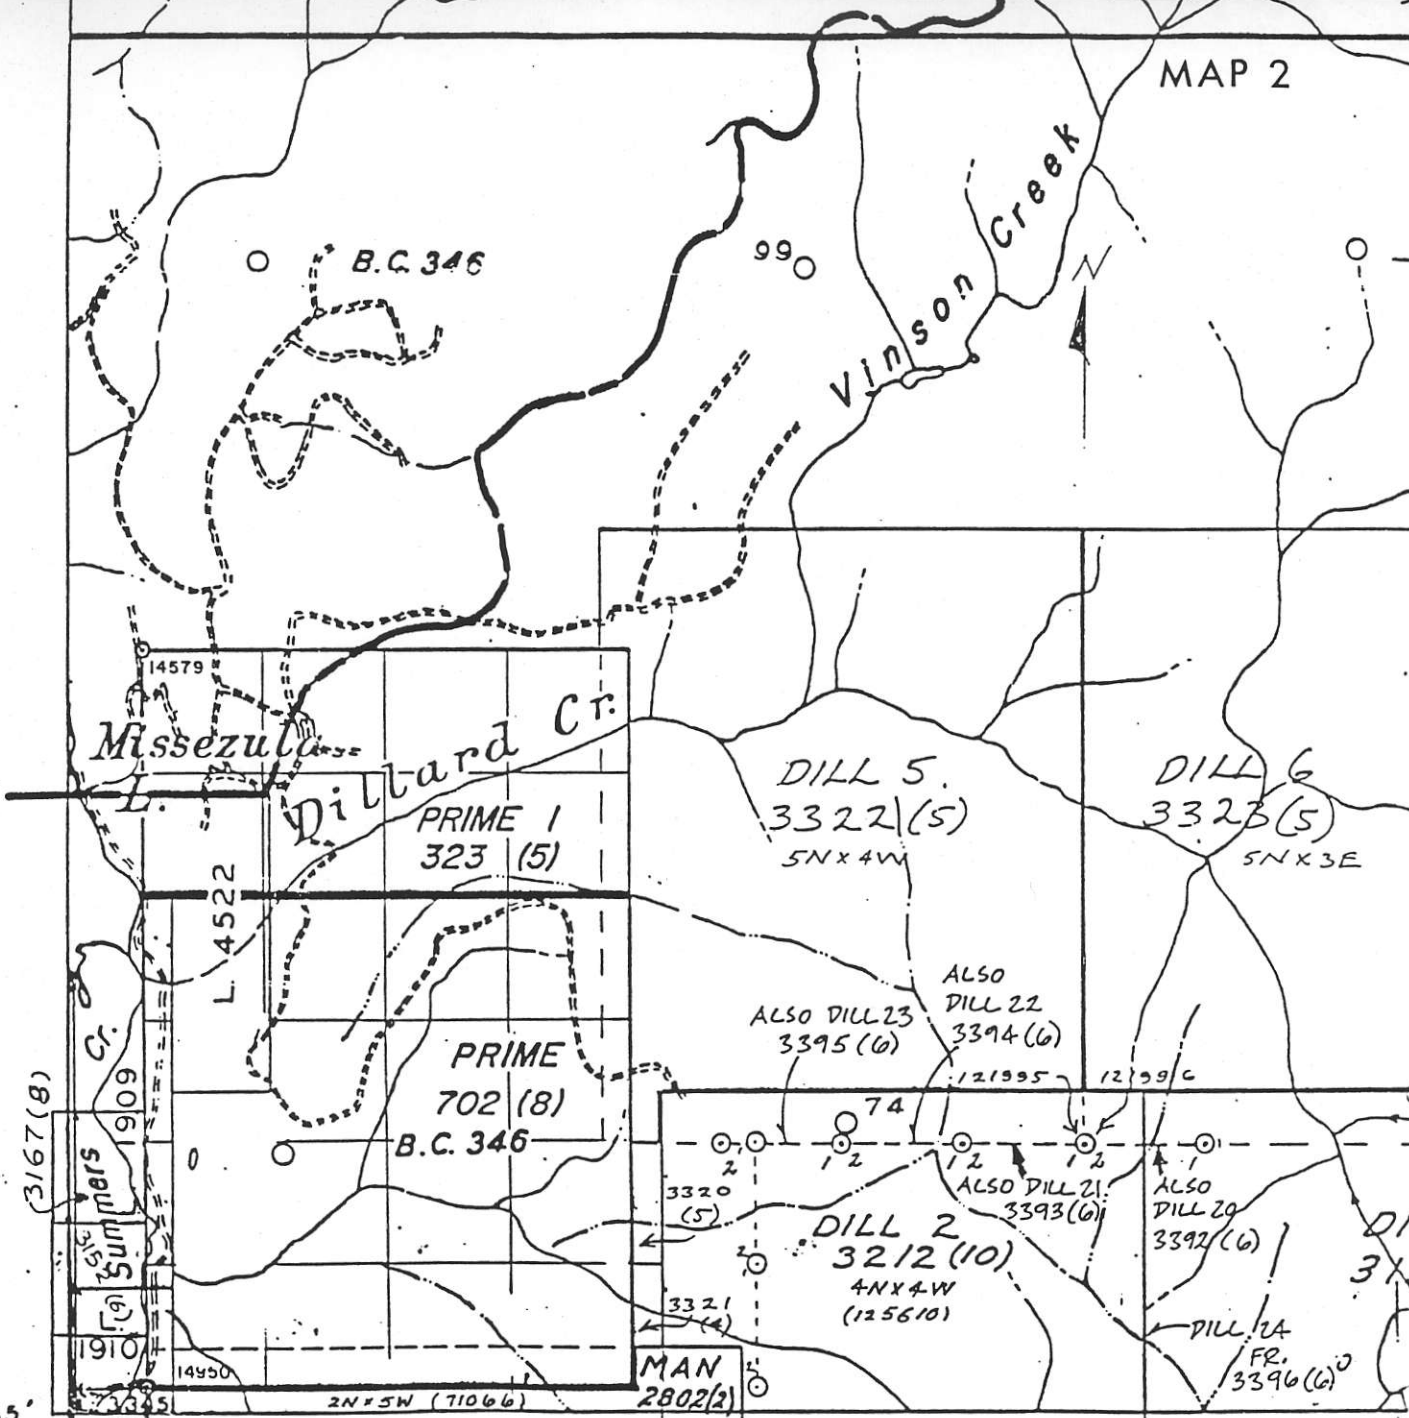 MAP 2
Vinson Creek
N
B.C. 346
99
14579
Missezula
L.
Dillard Cr.
PRIME 1
323 (5)
L. 4522
DILL 5.
3322 (5)
5N X 4W
DILL 6
3323 (5)
5N X 3E
ALSO
DILL 22
3394 (6)
ALSO DILL 23
3395 (6)
121995
PRIME
702 (8)
B.C. 346
74
2
1 2
1 2
1 2
1
3167 (8)
Summers Cr.
1909
1910
14950
2N X 5W (71066)
3320
(5)
3321
(4)
MAN
2802(2)
DILL 2
3212 (10)
4N X 4W
(125610)
ALSO DILL 21
3393 (6)
ALSO
DILL 20
3392 (6)
DILL 24
FR.
3396 (6)